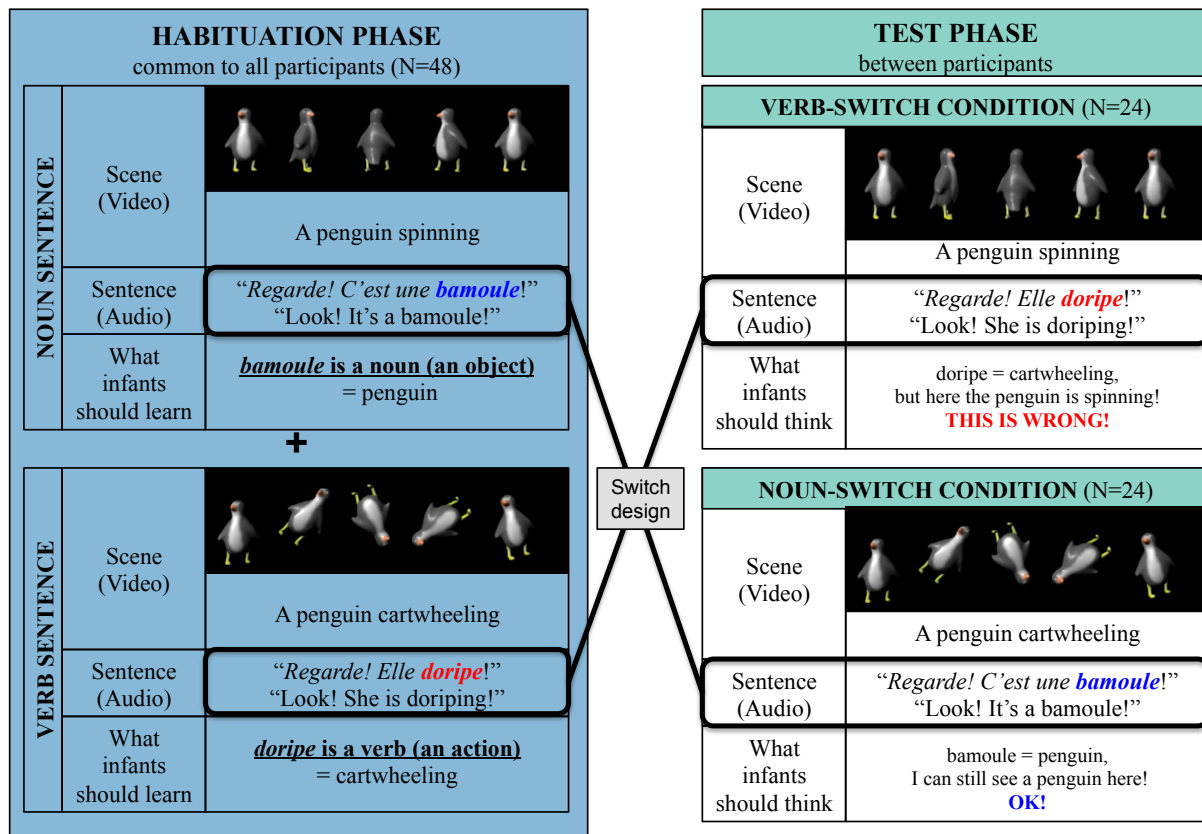 HABITUATION PHASE
common to all participants (N=48)
NOUN SENTENCE
Scene
(Video)
A penguin spinning
Sentence
(Audio)
“Regarde! C’est une bamoule!”
“Look! It’s a bamoule!”
What
infants
should learn
bamoule is a noun (an object)
= penguin
+
VERB SENTENCE
Scene
(Video)
A penguin cartwheeling
Sentence
(Audio)
“Regarde! Elle doripe!”
“Look! She is doriping!”
What
infants
should learn
doripe is a verb (an action)
= cartwheeling
Switch
design
TEST PHASE
between participants
VERB-SWITCH CONDITION (N=24)
Scene
(Video)
A penguin spinning
Sentence
(Audio)
“Regarde! Elle doripe!”
“Look! She is doriping!”
What
infants
should think
doripe = cartwheeling,
but here the penguin is spinning!
THIS IS WRONG!
NOUN-SWITCH CONDITION (N=24)
Scene
(Video)
A penguin cartwheeling
Sentence
(Audio)
“Regarde! C’est une bamoule!”
“Look! It’s a bamoule!”
What
infants
should think
bamoule = penguin,
I can still see a penguin here!
OK!